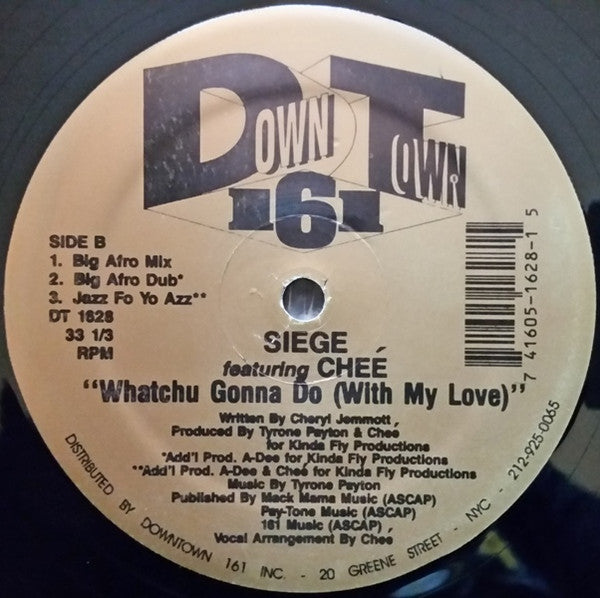 DOWN TOWN
161
SIDE B
1. Big Afro Mix
2. Big Afro Dub*
3. Jazz Fo Yo Azz**
DT 1628
33 1/3
RPM
7 41605-1628-1 5
SIEGE
featuring CHEÉ
“Whatchu Gonna Do (With My Love)”
Written By Cheryl Jemmott
Produced By Tyrone Payton & Cheé
for Kinda Fly Productions
*Add'l Prod. A-Dee for Kinda Fly Productions
**Add'l Prod. A-Dee & Cheé for Kinda Fly Productions
Music By Tyrone Payton
Published By Mack Mama Music (ASCAP)
Pay-Tone Music (ASCAP)
161 Music (ASCAP)
Vocal Arrangement By Cheé
DISTRIBUTED BY DOWNTOWN 161 INC. - 20 GREENE STREET - NYC - 212-925-0065